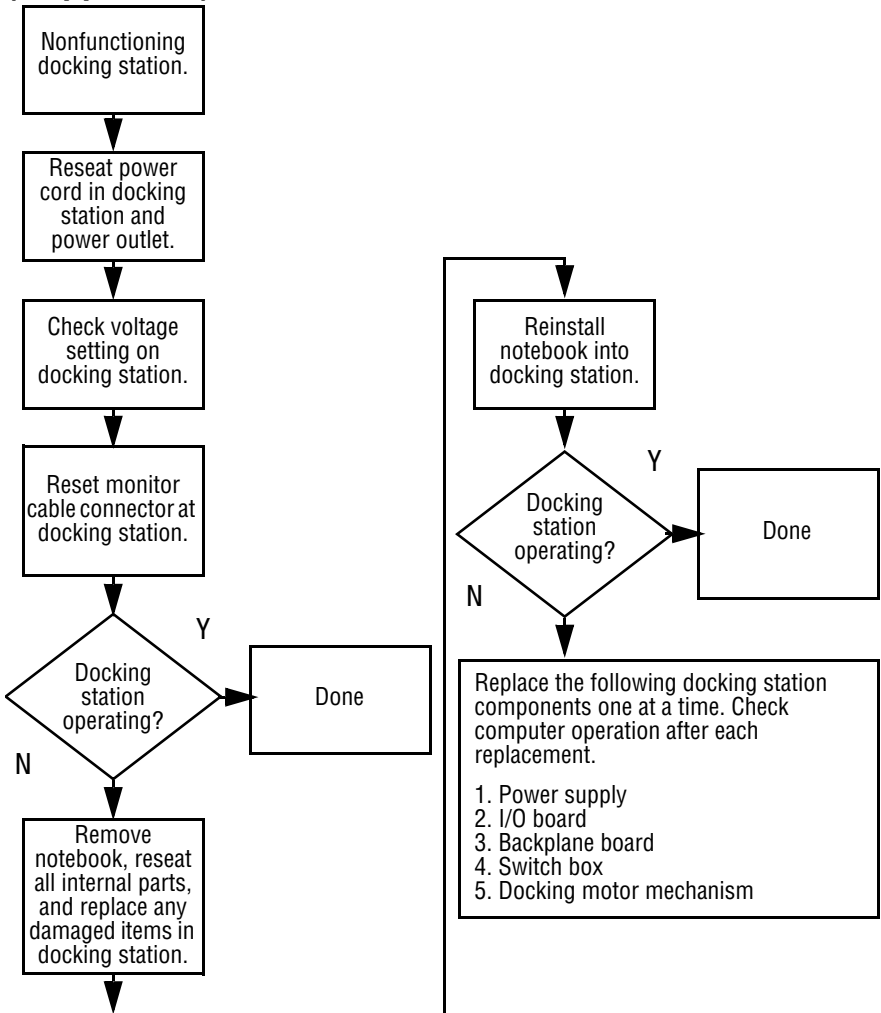 Nonfunctioning
docking station.
Reseat power
cord in docking
station and
power outlet.
Check voltage
setting on
docking station.
Reset monitor
cable connector at
docking station.
Docking
station
operating?
Y
Done
N
Remove
notebook, reseat
all internal parts,
and replace any
damaged items in
docking station.
Reinstall
notebook into
docking station.
Docking
station
operating?
Y
Done
N
Replace the following docking station
components one at a time. Check
computer operation after each
replacement.
1. Power supply
2. I/O board
3. Backplane board
4. Switch box
5. Docking motor mechanism